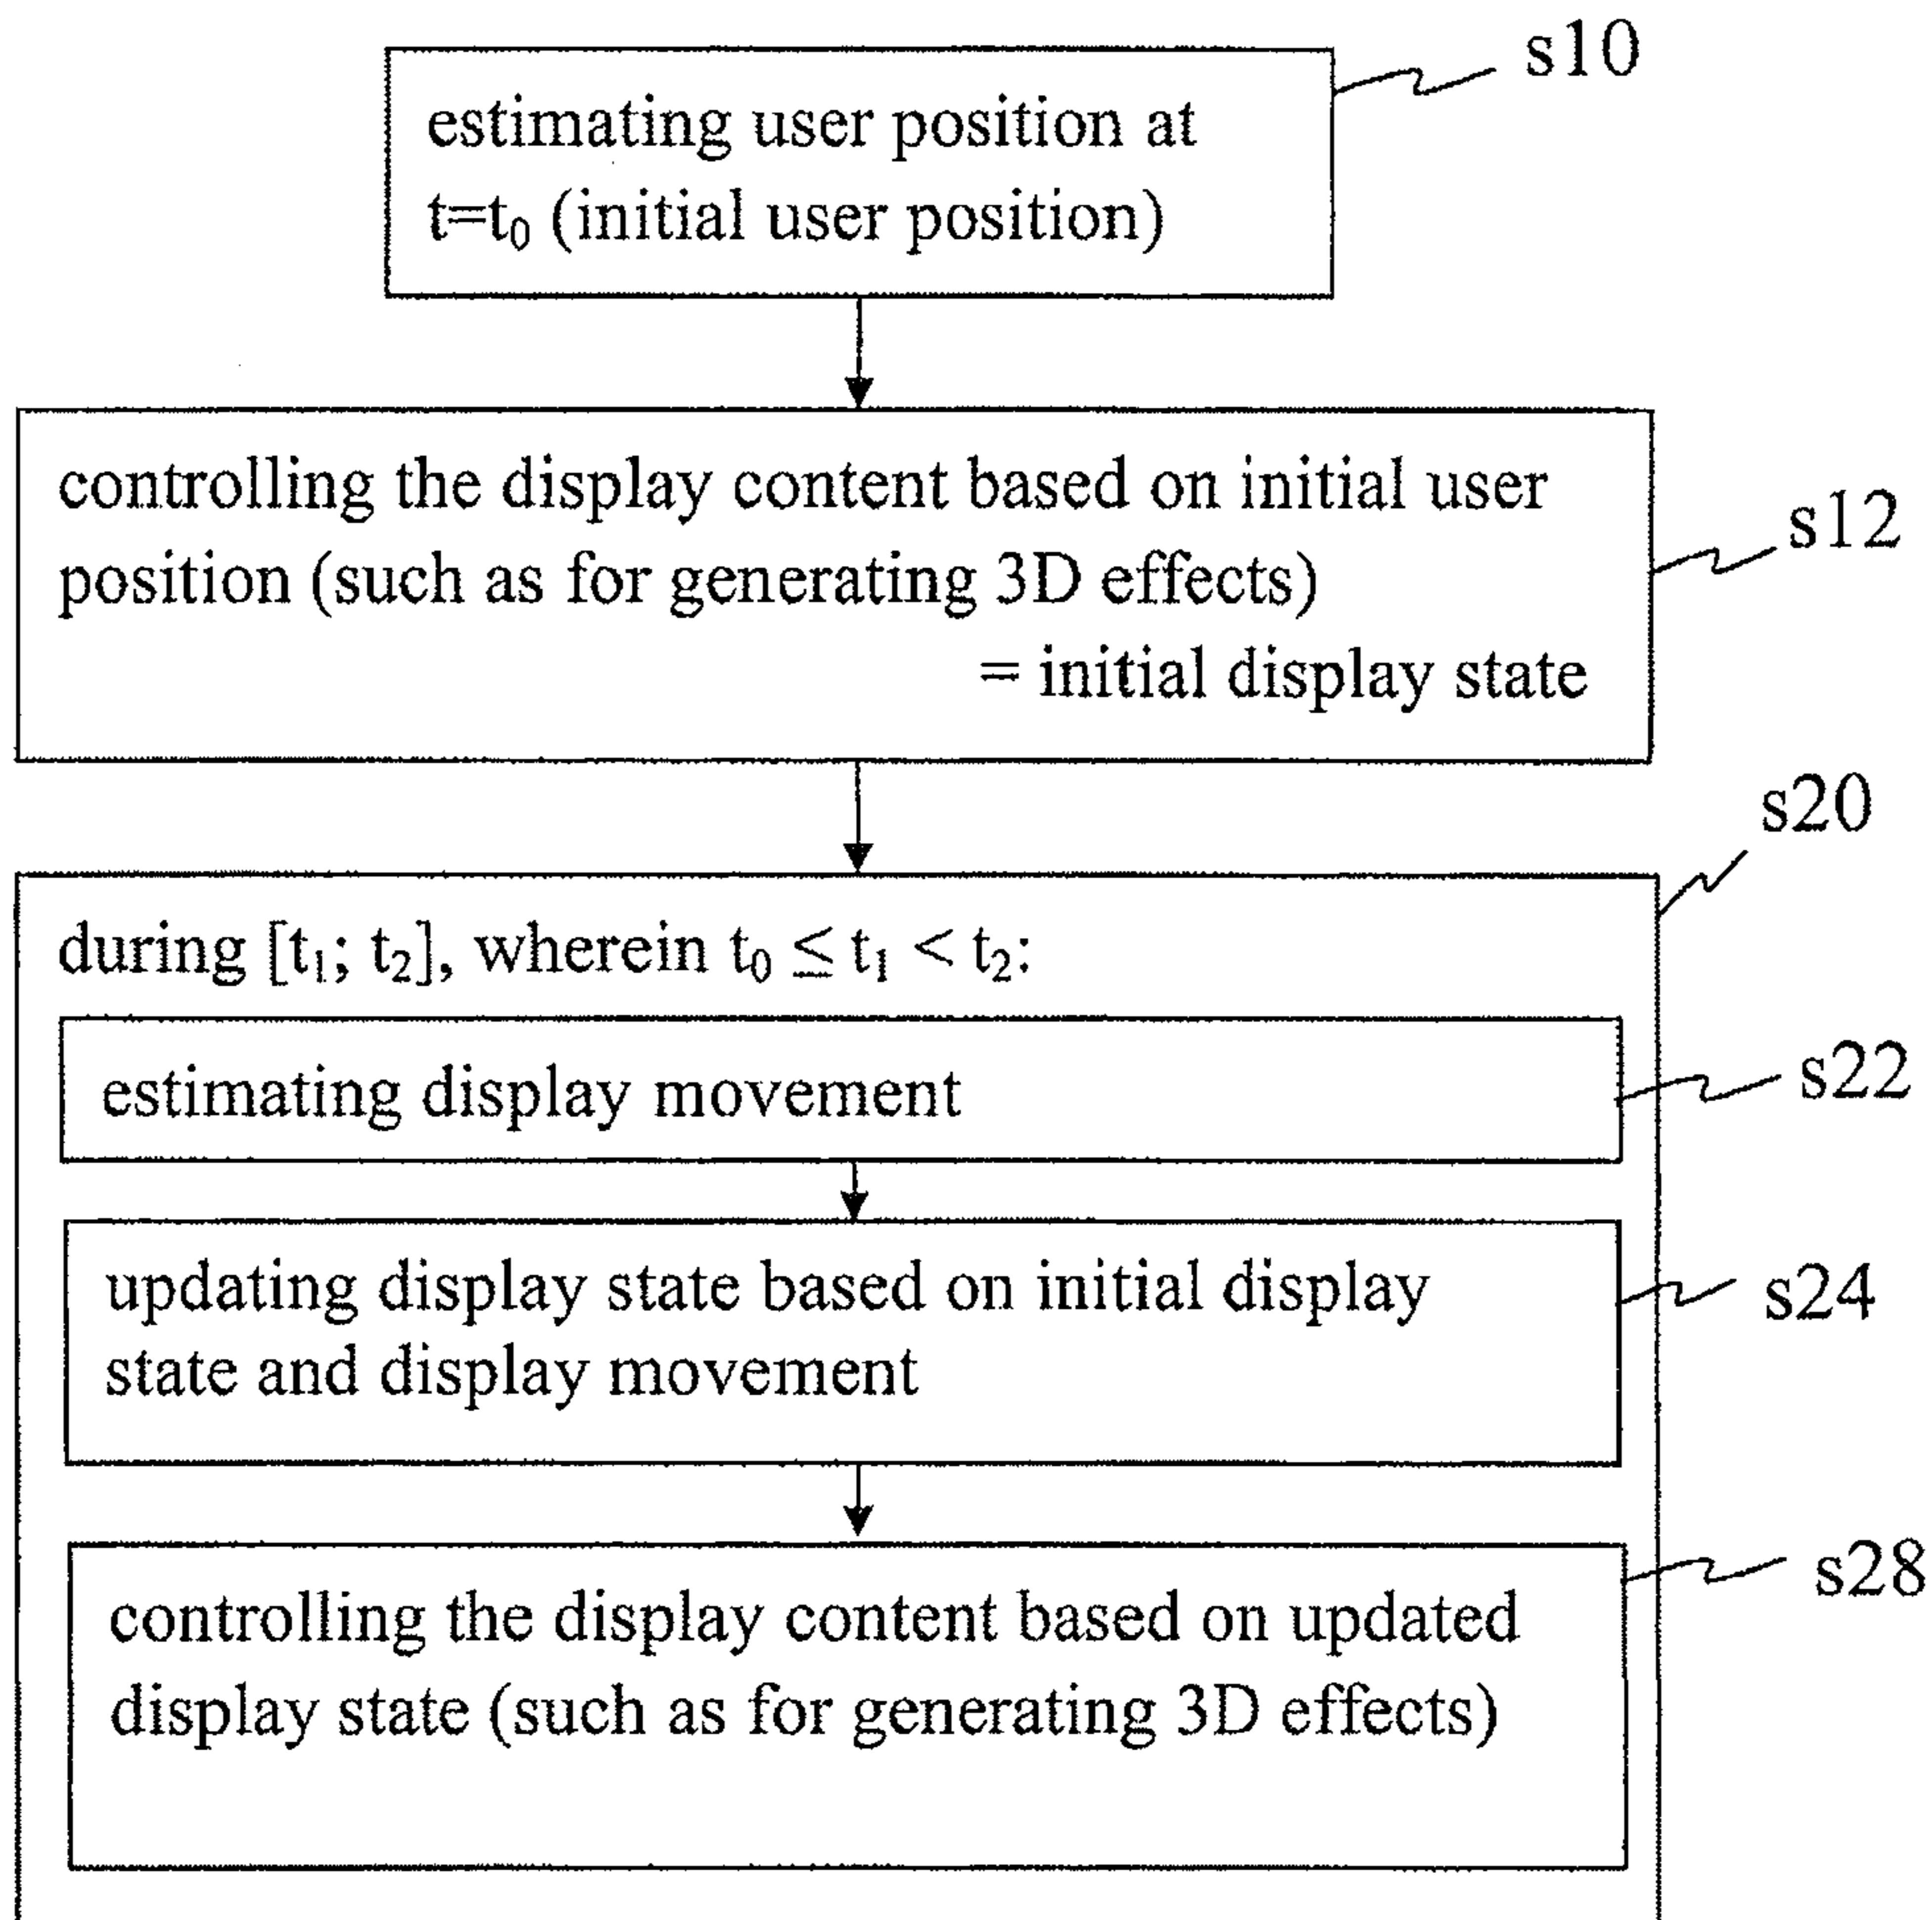 s10
estimating user position at
t=t₀ (initial user position)
controlling the display content based on initial user
position (such as for generating 3D effects)
= initial display state
s12
s20
during [t₁; t₂], wherein t₀ ≤ t₁ < t₂:
estimating display movement
s22
updating display state based on initial display
state and display movement
s24
controlling the display content based on updated
display state (such as for generating 3D effects)
s28